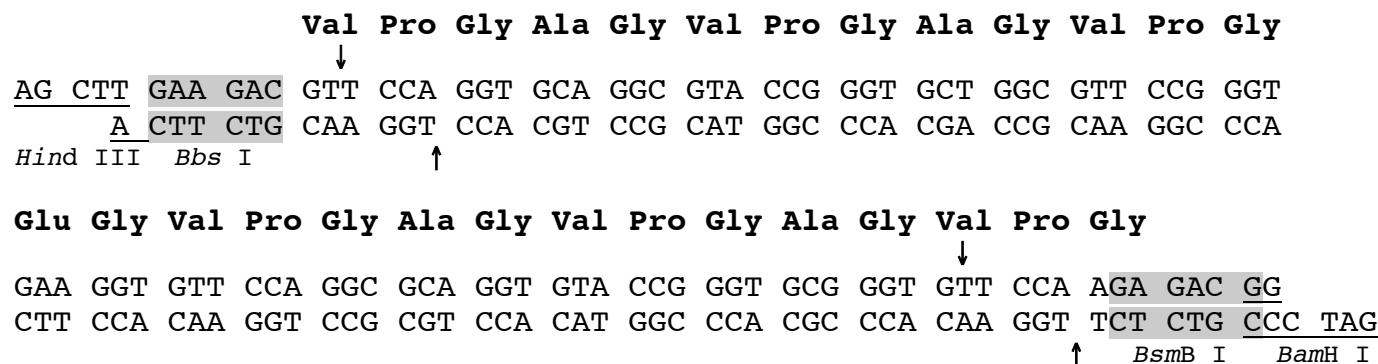 Val Pro Gly Ala Gly Val Pro Gly Ala Gly Val Pro Gly
AG CTT GAA GAC GTT CCA GGT GCA GGC GTA CCG GGT GCT GGC GTT CCG GGT
A CTT CTG CAA GGT CCA CGT CCG CAT GGC CCA CGA CCG CAA GGC CCA
Hind III Bbs I
Glu Gly Val Pro Gly Ala Gly Val Pro Gly Ala Gly Val Pro Gly
GAA GGT GTT CCA GGC GCA GGT GTA CCG GGT GCG GGT GTT CCA AGA GAC GG
CTT CCA CAA GGT CCG CGT CCA CAT GGC CCA CGC CCA CAA GGT TCT CTG CCC TAG
BsmB I BamH I